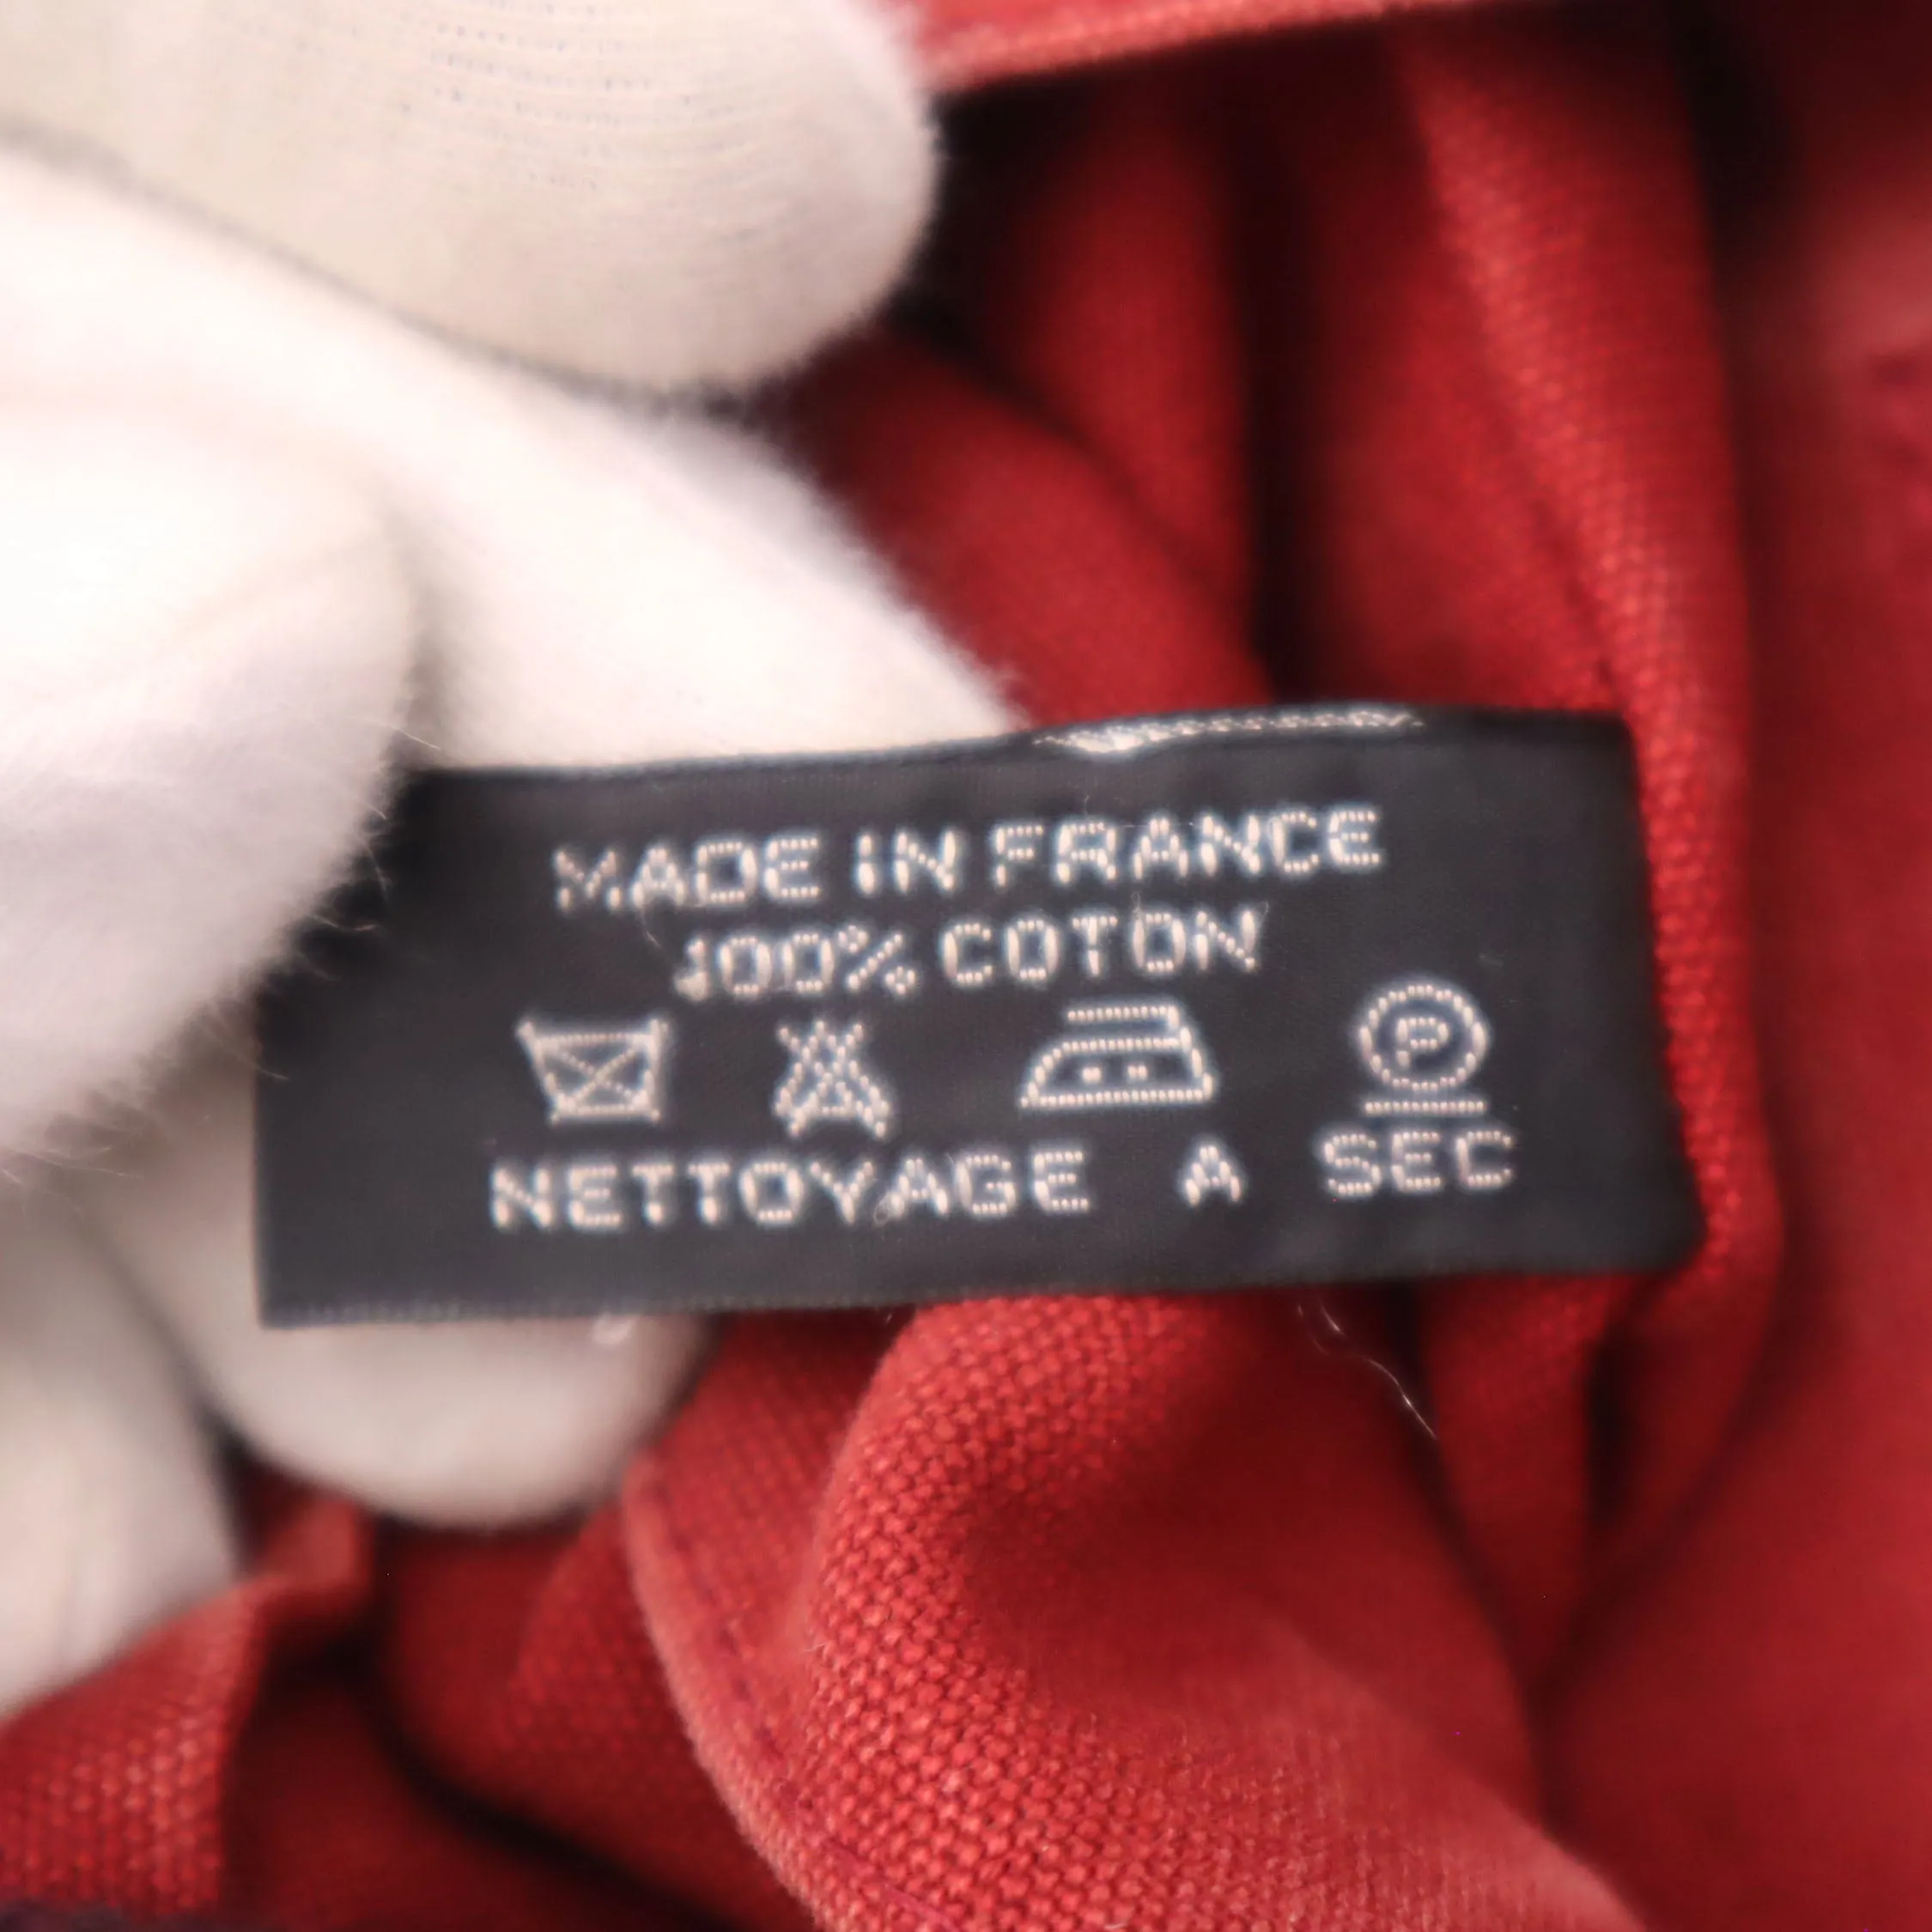 MADE IN FRANCE
100% COTON
P
NETTOYAGE A SEC